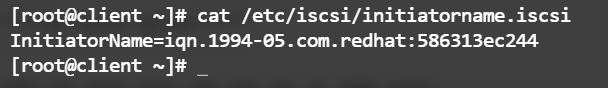 [root@client ~]# cat /etc/iscsi/initiatorname.iscsi
InitiatorName=iqn.1994-05.com.redhat:586313ec244
[root@client ~]# _